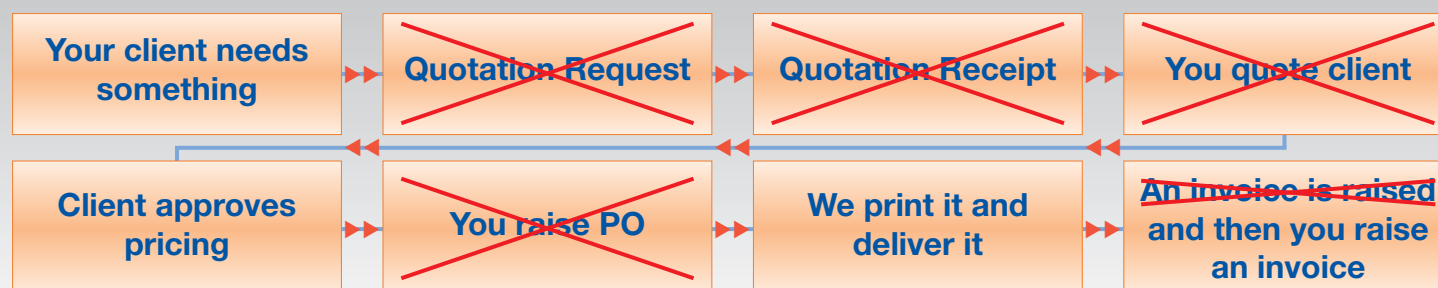 Your client needs
something
Quotation Request
Quotation Receipt
You quote client
Client approves
pricing
You raise PO
We print it and
deliver it
An invoice is raised
and then you raise
an invoice